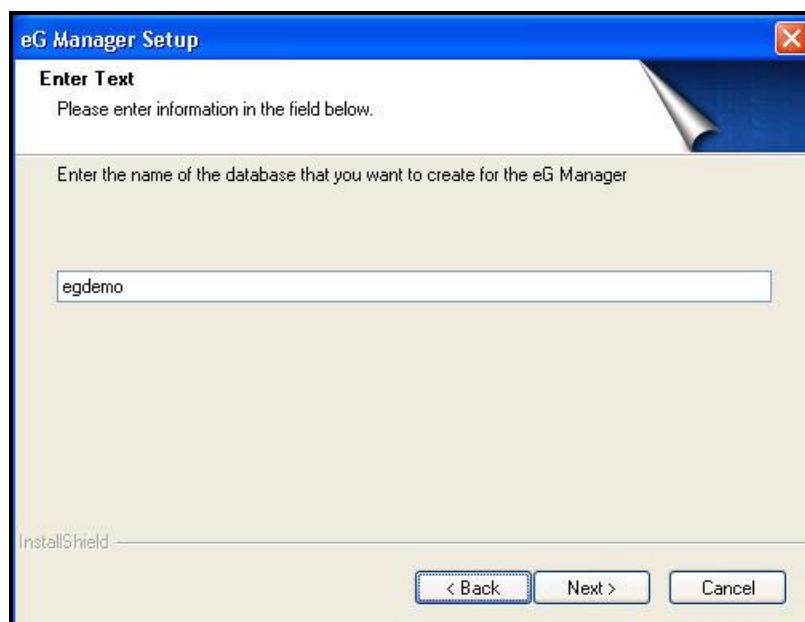 eG Manager Setup
Enter Text
Please enter information in the field below.
Enter the name of the database that you want to create for the eG Manager
egdemo
InstallShield
< Back Next > Cancel